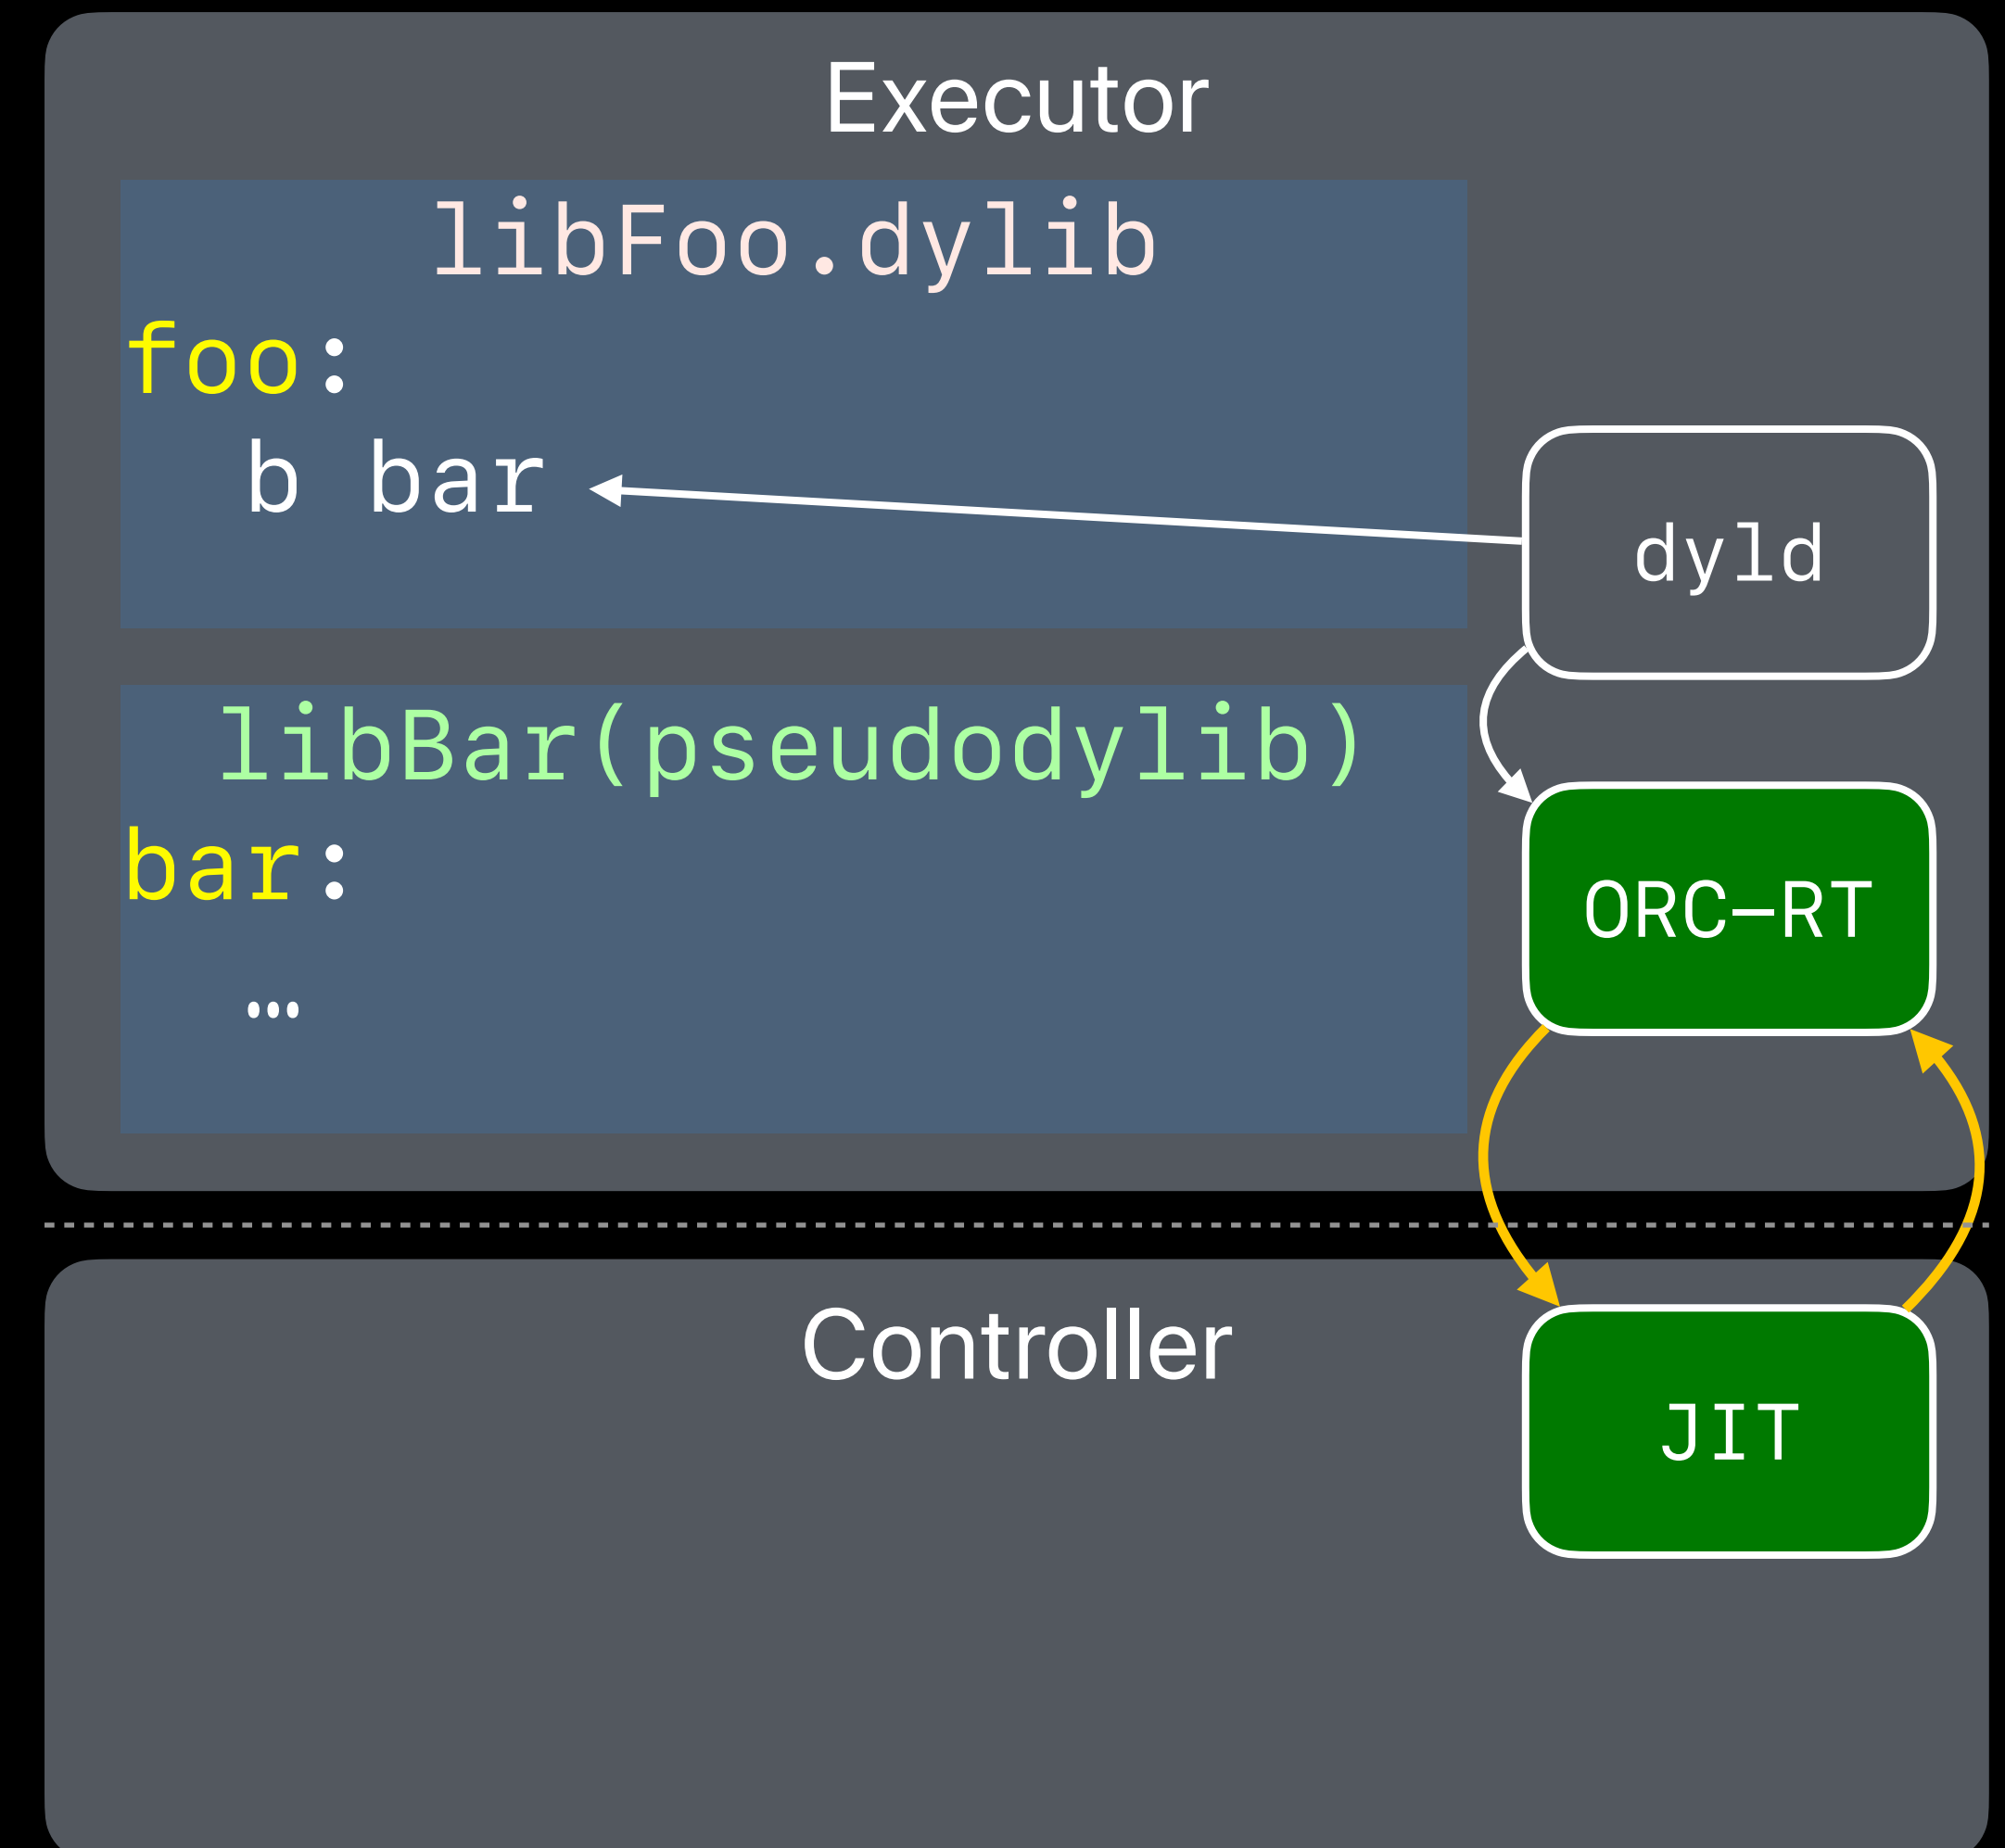 Executor
libFoo.dylib
foo:
b bar
dyld
libBar(pseudodylib)
bar:
ORC-RT
…
Controller
JIT